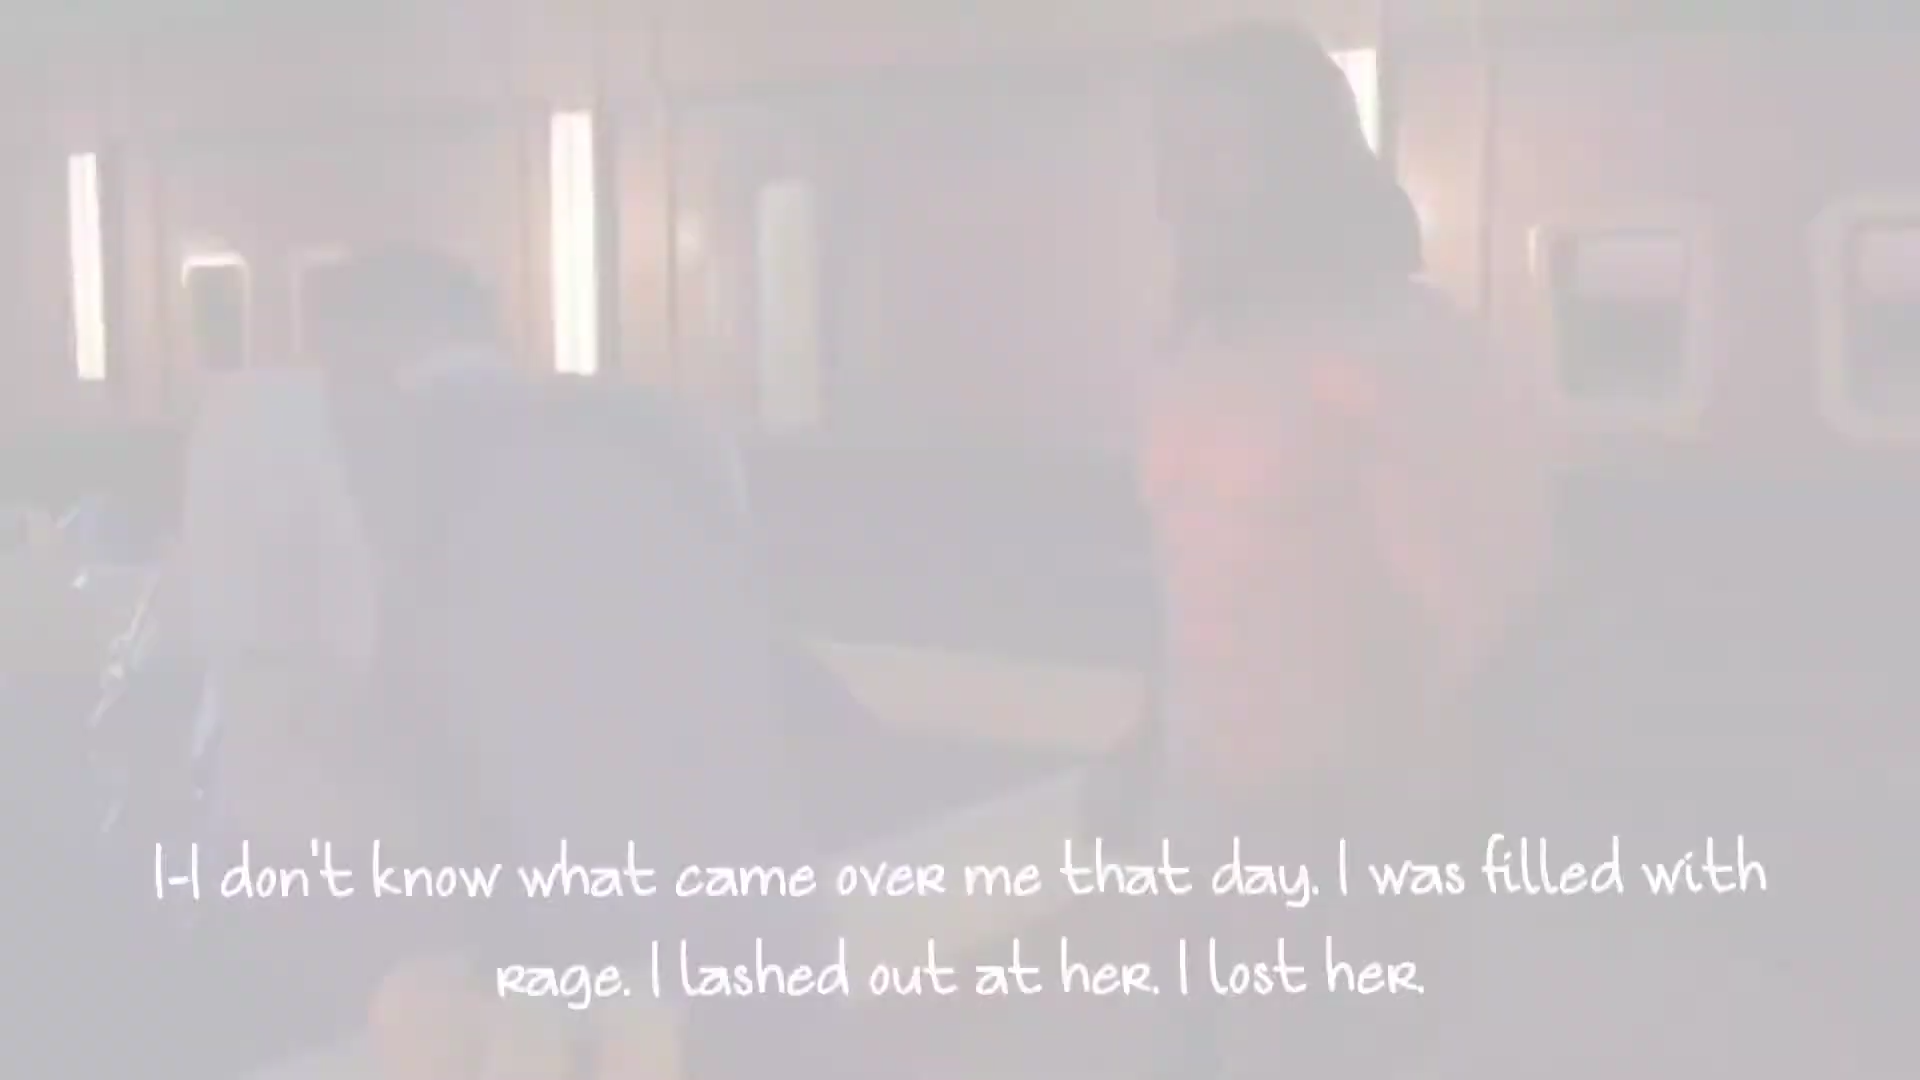 I-I don't know what came over me that day. I was filled with
rage. I lashed out at her. I lost her.